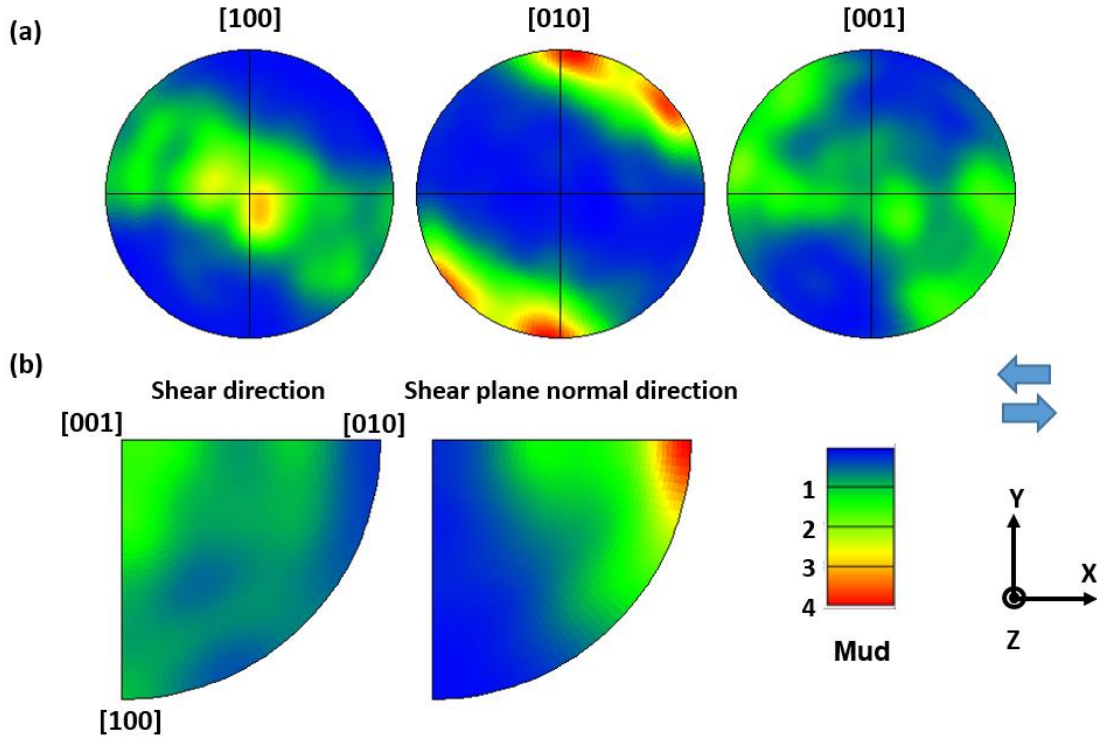 (a)
[100]
[010]
[001]
(b)
Shear direction
Shear plane normal direction
[001]
[010]
[100]
1
2
3
4
Mud
Y
X
Z